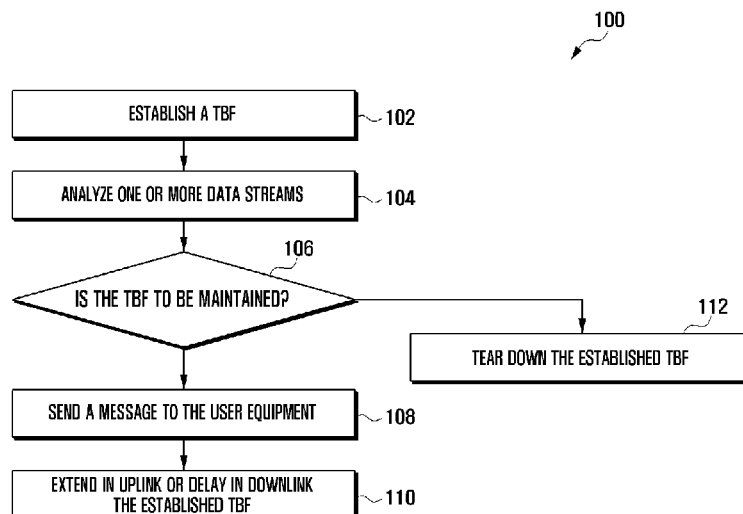 100
ESTABLISH A TBF
102
ANALYZE ONE OR MORE DATA STREAMS
104
106
IS THE TBF TO BE MAINTAINED?
112
TEAR DOWN THE ESTABLISHED TBF
SEND A MESSAGE TO THE USER EQUIPMENT
108
EXTEND IN UPLINK OR DELAY IN DOWNLINK
THE ESTABLISHED TBF
110